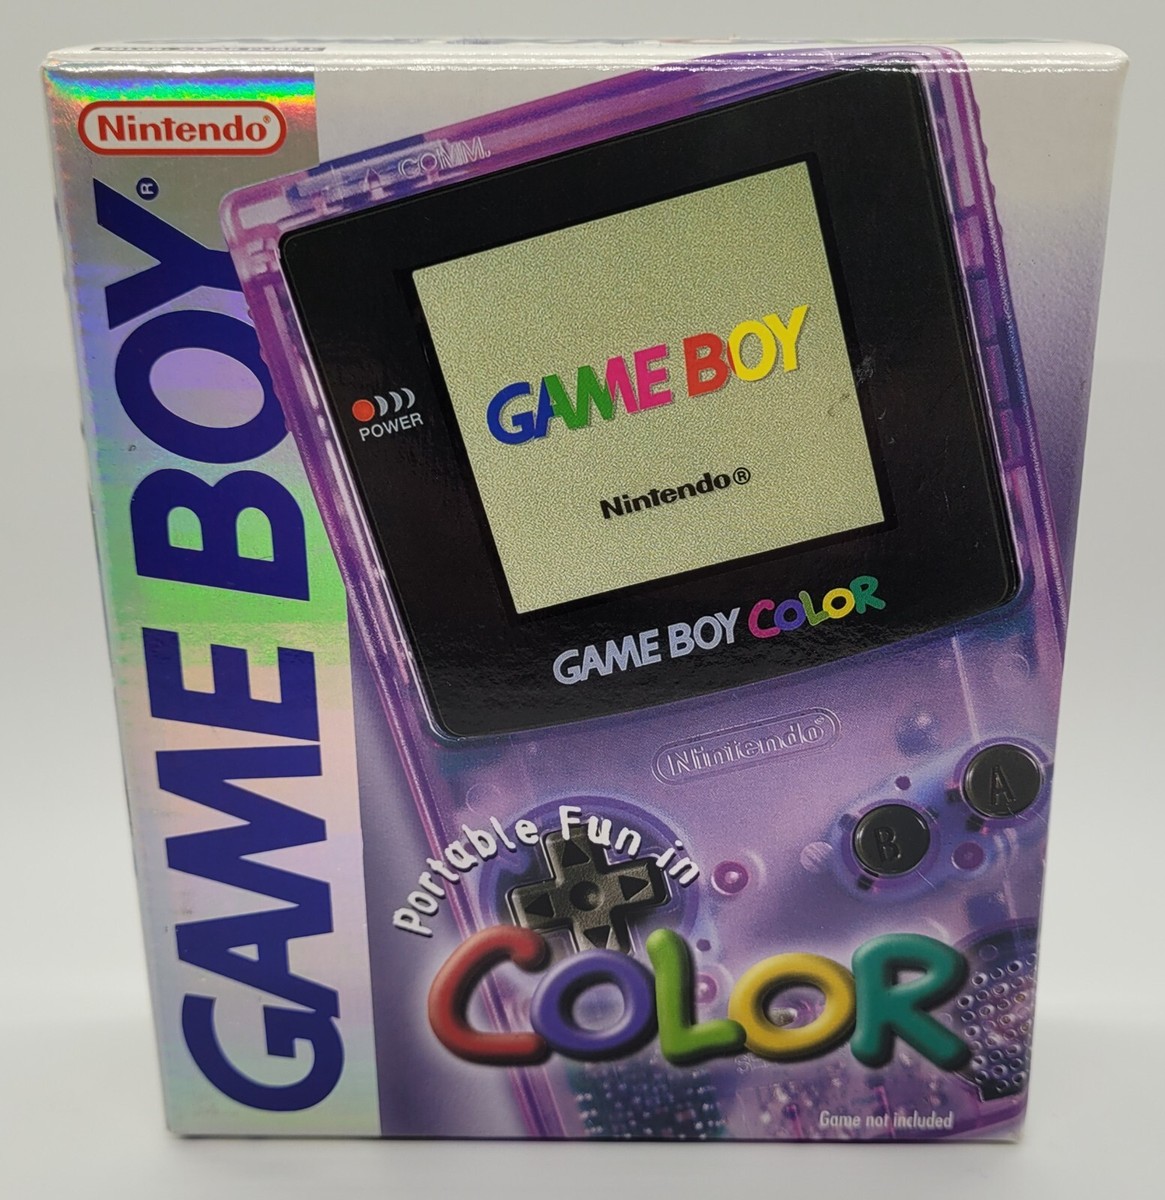 Nintendo®
GAME BOY®
COMM.
POWER
GAME BOY
Nintendo®
GAME BOY COLOR
Nintendo®
A
B
Portable Fun in
COLOR
Game not included